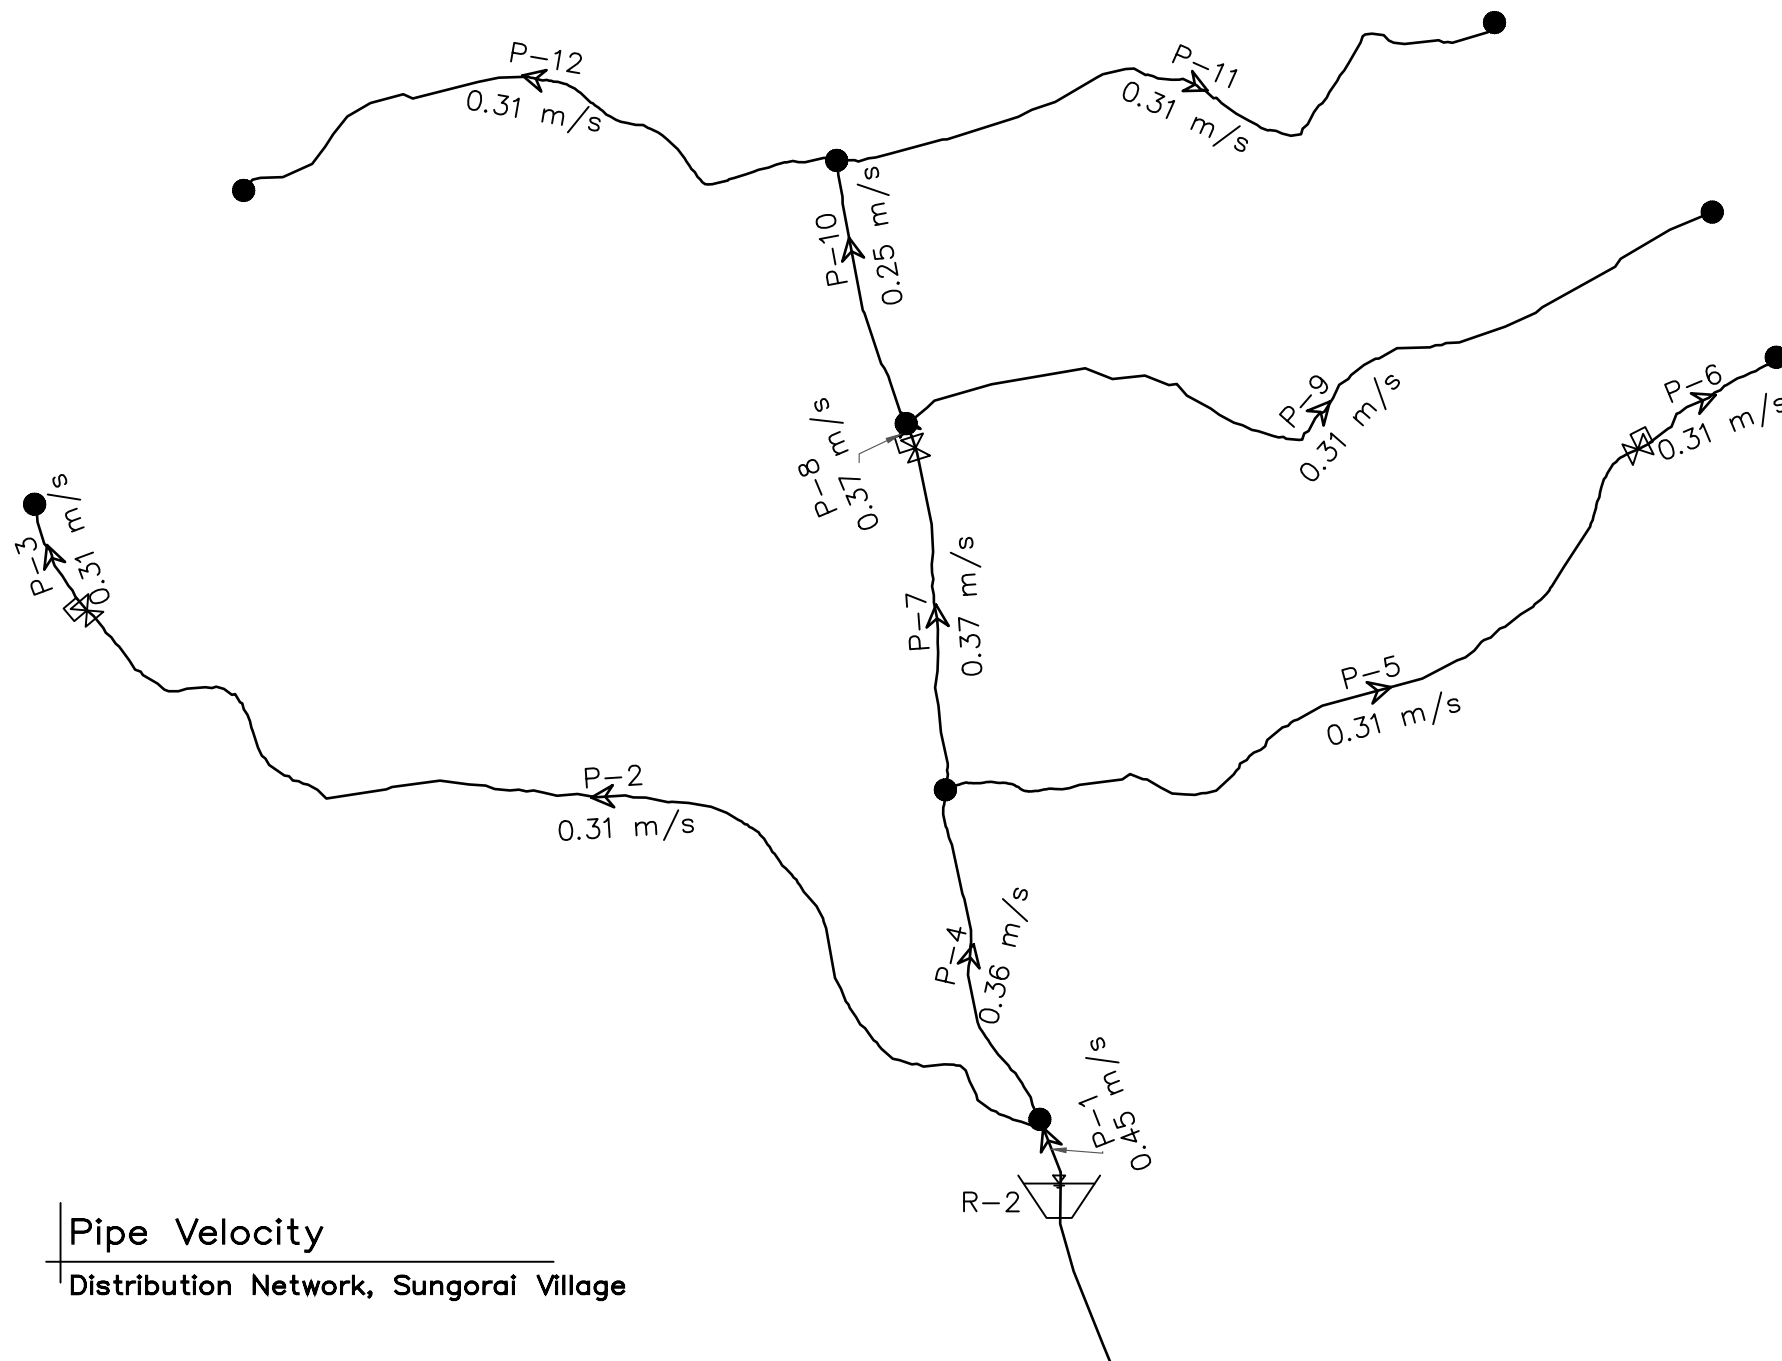 P-12
0.31 m/s
P-11
0.31 m/s
P-10
0.25 m/s
P-9
0.31 m/s
P-6
0.31 m/s
P-8
0.37 m/s
P-3
0.31 m/s
P-7
0.37 m/s
P-5
0.31 m/s
P-2
0.31 m/s
P-4
0.36 m/s
P-1
0.45 m/s
R-2
Pipe Velocity
Distribution Network, Sungorai Village